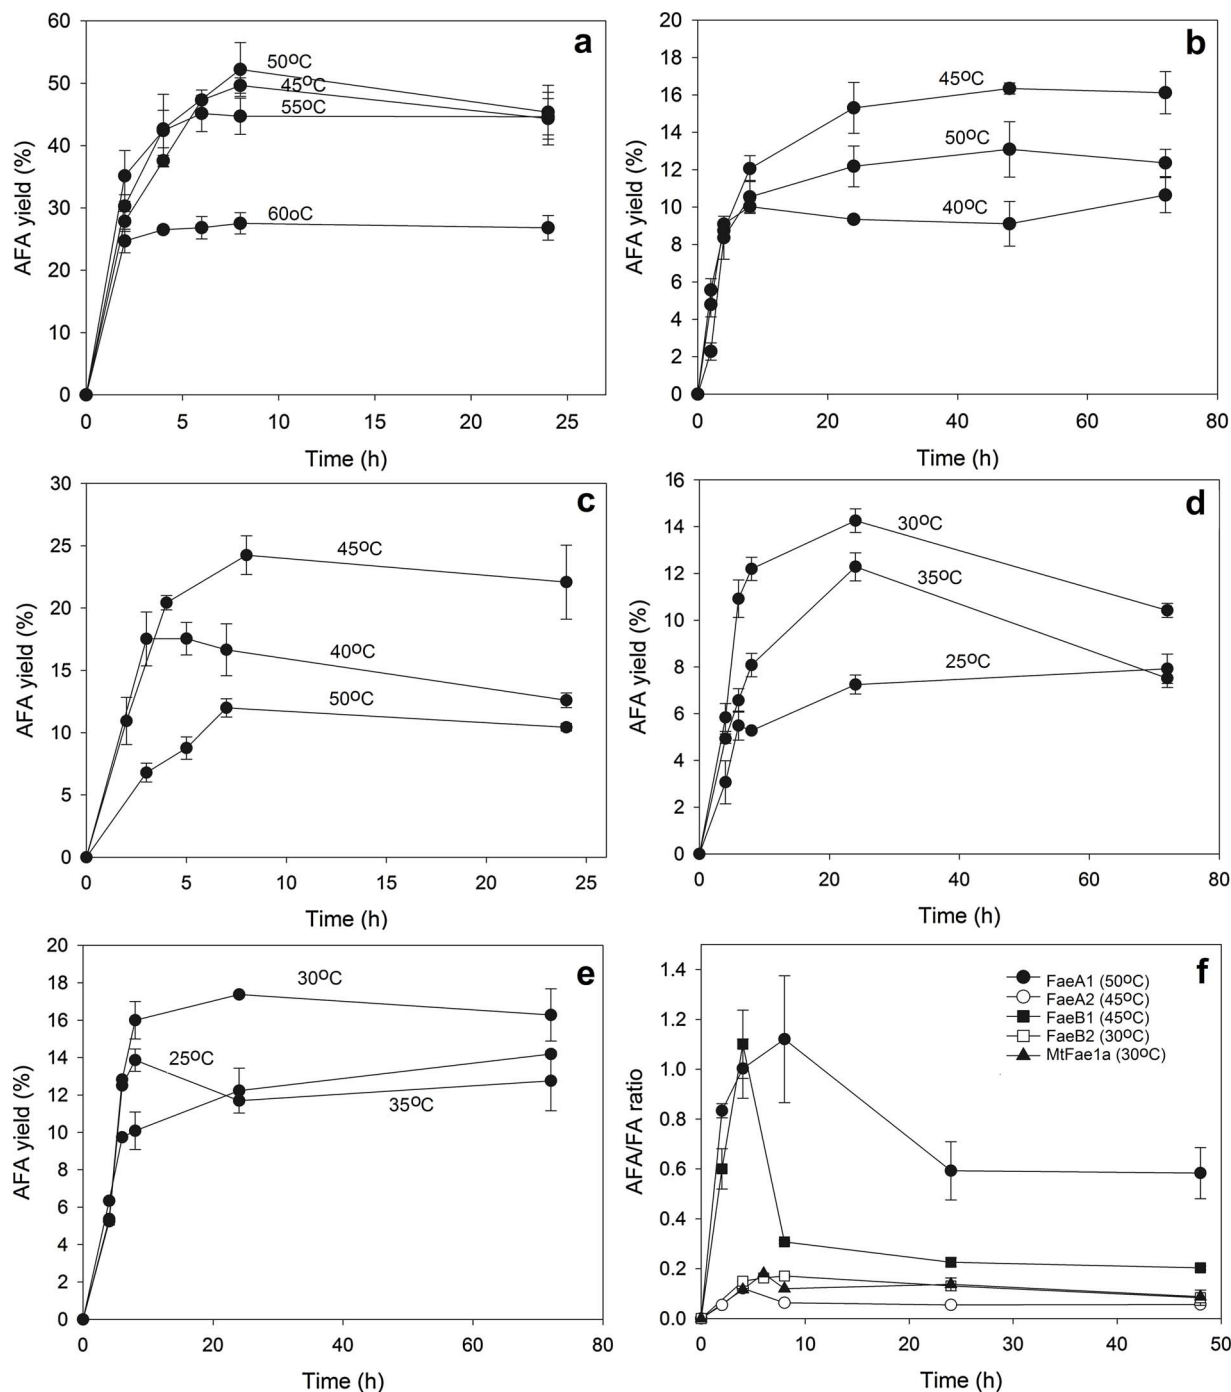 a
AFA yield (%)
60
50
40
30
20
10
0
50ºC
45ºC
55ºC
60oC
0 5 10 15 20 25
Time (h)
b
AFA yield (%)
20
18
16
14
12
10
8
6
4
2
0
45ºC
50ºC
40ºC
0 20 40 60 80
Time (h)
c
AFA yield (%)
30
25
20
15
10
5
0
45ºC
40ºC
50ºC
0 5 10 15 20 25
Time (h)
d
AFA yield (%)
16
14
12
10
8
6
4
2
0
30ºC
35ºC
25ºC
0 20 40 60 80
Time (h)
e
AFA yield (%)
20
18
16
14
12
10
8
6
4
2
0
30ºC
25ºC
35ºC
0 20 40 60 80
Time (h)
f
AFA/FA ratio
1.4
1.2
1.0
0.8
0.6
0.4
0.2
0.0
FaeA1 (50ºC)
FaeA2 (45ºC)
FaeB1 (45ºC)
FaeB2 (30ºC)
MtFae1a (30ºC)
0 10 20 30 40 50
Time (h)